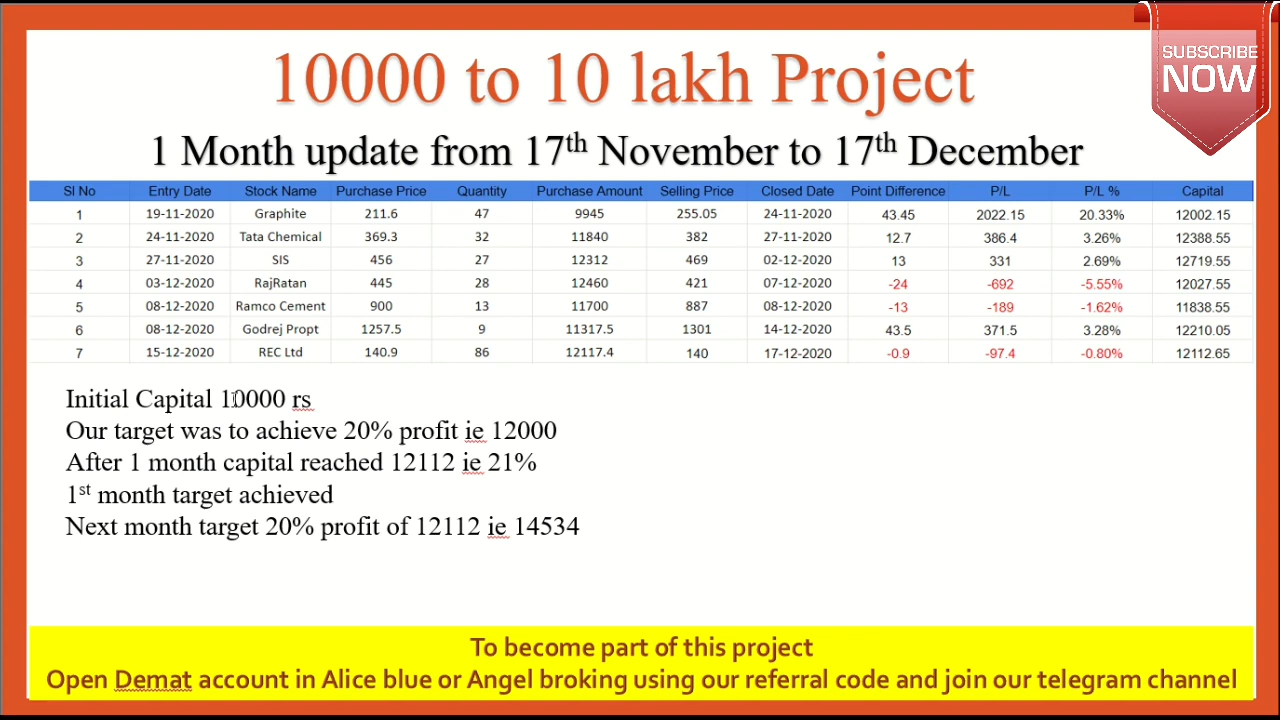 SUBSCRIBE
NOW
10000 to 10 lakh Project
1 Month update from 17th November to 17th December
Sl No Entry Date Stock Name Purchase Price Quantity Purchase Amount Selling Price Closed Date Point Difference P/L P/L % Capital
1 19-11-2020 Graphite 211.6 47 9945 255.05 24-11-2020 43.45 2022.15 20.33% 12002.15
2 24-11-2020 Tata Chemical 369.3 32 11840 382 27-11-2020 12.7 386.4 3.26% 12388.55
3 27-11-2020 SIS 456 27 12312 469 02-12-2020 13 331 2.69% 12719.55
4 03-12-2020 RajRatan 445 28 12460 421 07-12-2020 -24 -692 -5.55% 12027.55
5 08-12-2020 Ramco Cement 900 13 11700 887 08-12-2020 -13 -189 -1.62% 11838.55
6 08-12-2020 Godrej Propt 1257.5 9 11317.5 1301 14-12-2020 43.5 371.5 3.28% 12210.05
7 15-12-2020 REC Ltd 140.9 86 12117.4 140 17-12-2020 -0.9 -97.4 -0.80% 12112.65
Initial Capital 10000 rs
Our target was to achieve 20% profit ie 12000
After 1 month capital reached 12112 ie 21%
1st month target achieved
Next month target 20% profit of 12112 ie 14534
To become part of this project
Open Demat account in Alice blue or Angel broking using our referral code and join our telegram channel